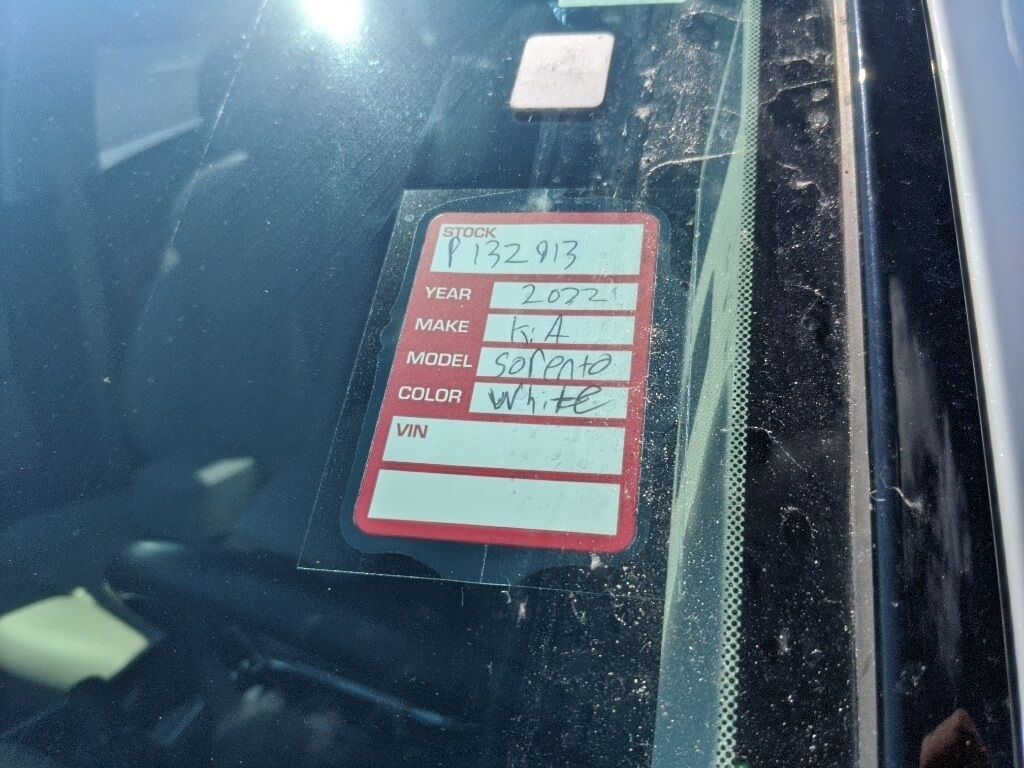 STOCK
P132913
YEAR 2022
MAKE KiA
MODEL sorento
COLOR White
VIN